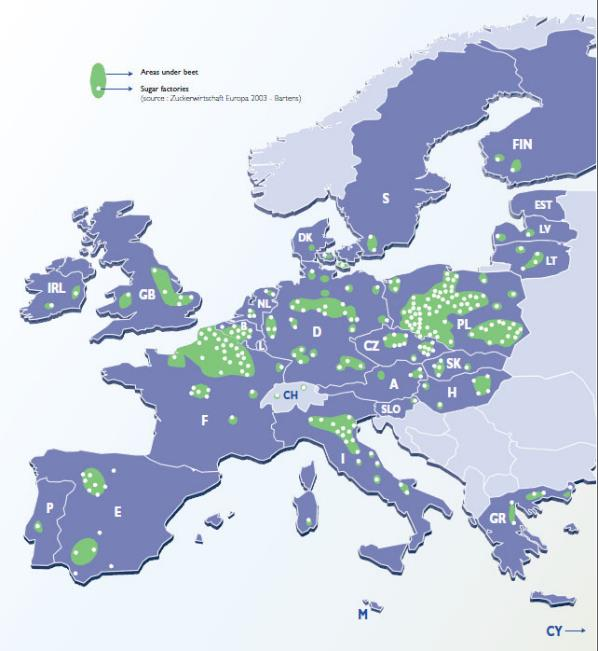 Areas under beet
Sugar factories
(source : Zuckerwirtschaft Europa 2003 - Bartens)
FIN
S
EST
LV
LT
DK
IRL
GB
NL
B
L
D
PL
CZ
SK
A
H
CH
SLO
F
I
P
E
GR
M
CY